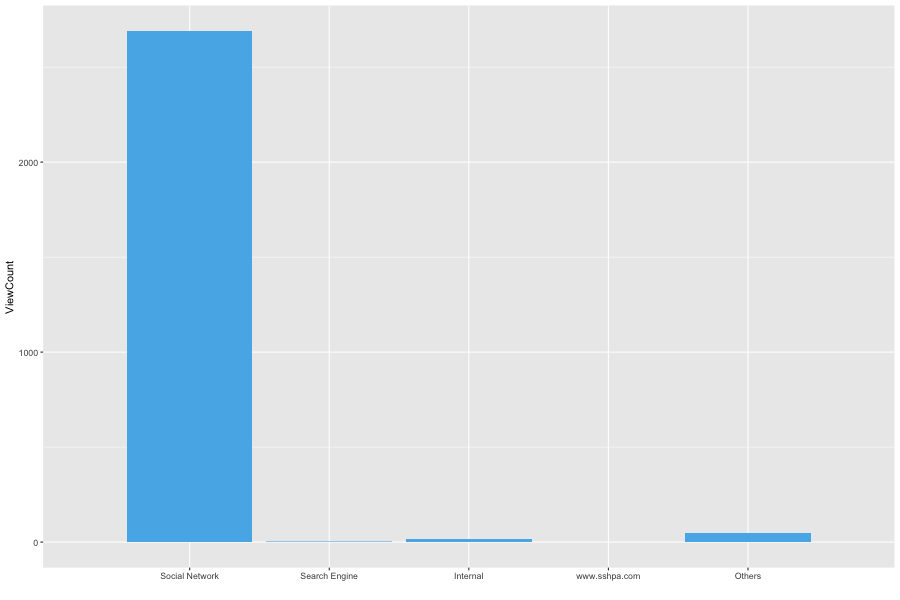 ViewCount
2000
1000
0
Social Network
Search Engine
Internal
www.sshpa.com
Others